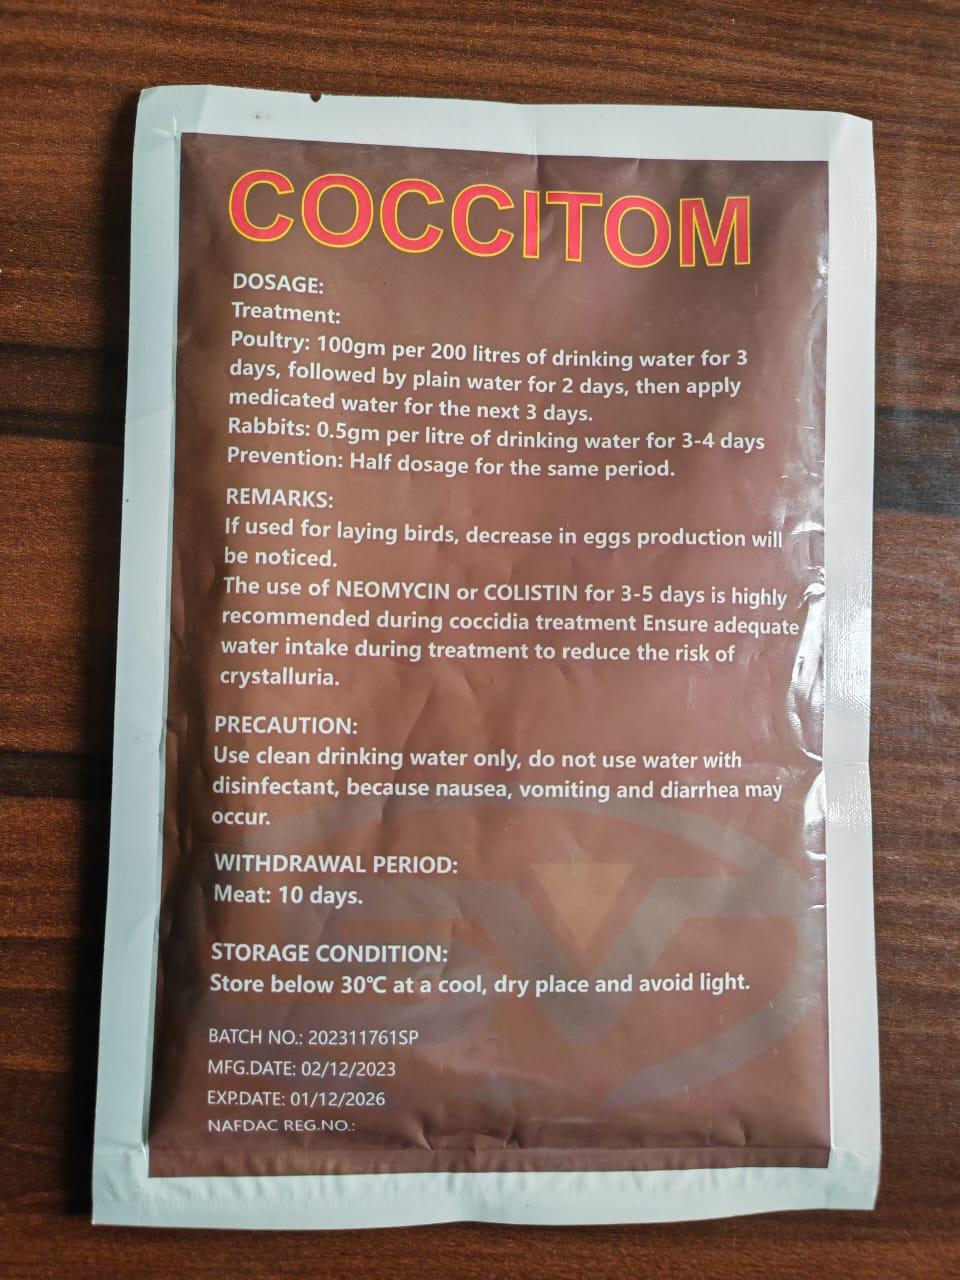 COCCITOM
DOSAGE:
Treatment:
Poultry: 100gm per 200 litres of drinking water for 3
days, followed by plain water for 2 days, then apply
medicated water for the next 3 days.
Rabbits: 0.5gm per litre of drinking water for 3-4 days
Prevention: Half dosage for the same period.
REMARKS:
If used for laying birds, decrease in eggs production will
be noticed.
The use of NEOMYCIN or COLISTIN for 3-5 days is highly
recommended during coccidia treatment Ensure adequate
water intake during treatment to reduce the risk of
crystalluria.
PRECAUTION:
Use clean drinking water only, do not use water with
disinfectant, because nausea, vomiting and diarrhea may
occur.
WITHDRAWAL PERIOD:
Meat: 10 days.
STORAGE CONDITION:
Store below 30℃ at a cool, dry place and avoid light.
BATCH NO.: 202311761SP
MFG.DATE: 02/12/2023
EXP.DATE: 01/12/2026
NAFDAC REG.NO.: